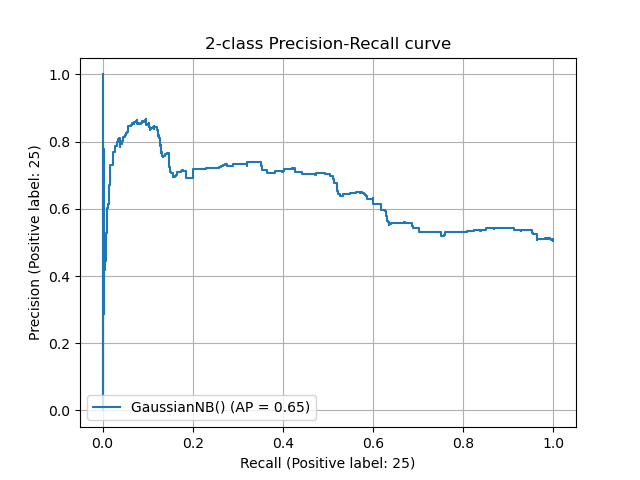 2-class Precision-Recall curve
1.0
0.8
0.6
0.4
0.2
0.0
Precision (Positive label: 25)
GaussianNB() (AP = 0.65)
0.0 0.2 0.4 0.6 0.8 1.0
Recall (Positive label: 25)